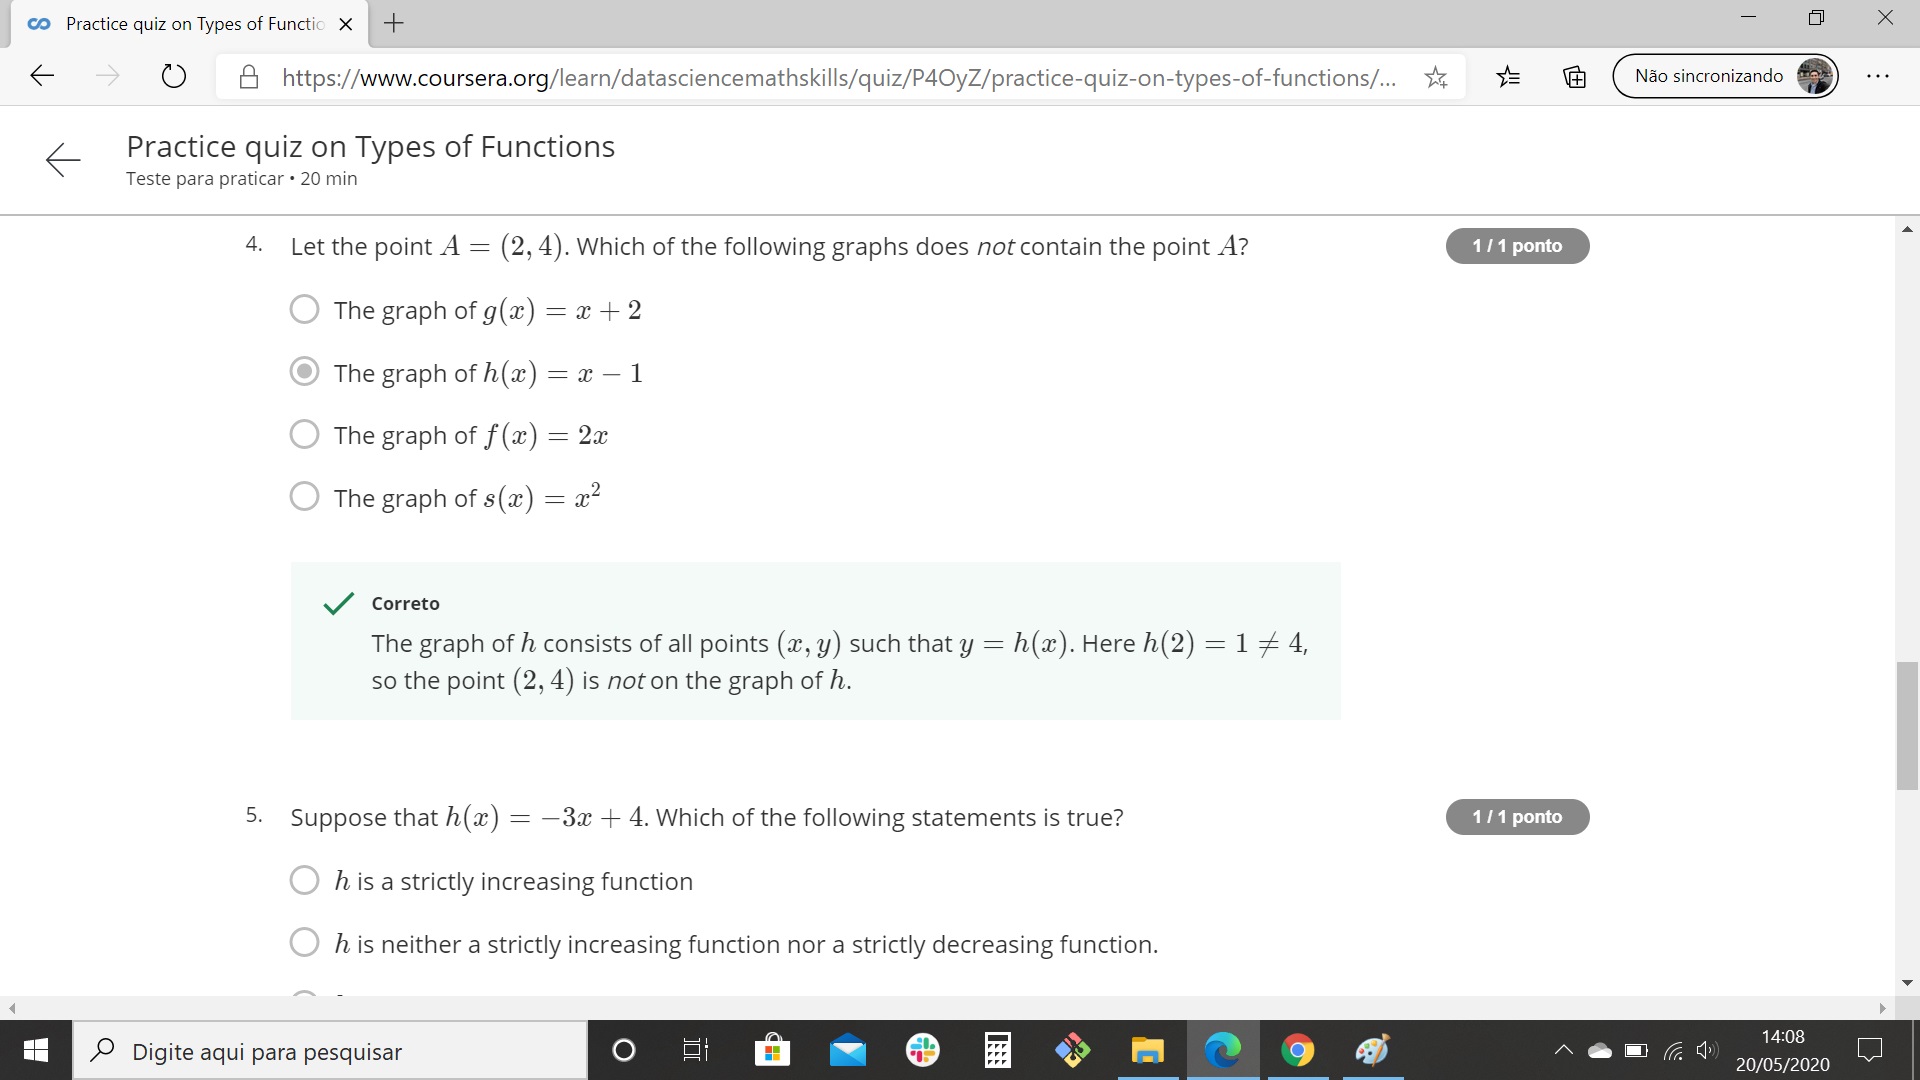 Practice quiz on Types of Functio
https://www.coursera.org/learn/datasciencemathskills/quiz/P4OyZ/practice-quiz-on-types-of-functions/...
Não sincronizando
Practice quiz on Types of Functions
Teste para praticar • 20 min
4. Let the point A = (2, 4). Which of the following graphs does not contain the point A?
1 / 1 ponto
The graph of g(x) = x + 2
The graph of h(x) = x − 1
The graph of f(x) = 2x
The graph of s(x) = x²
Correto
The graph of h consists of all points (x, y) such that y = h(x). Here h(2) = 1 ≠ 4,
so the point (2, 4) is not on the graph of h.
5. Suppose that h(x) = −3x + 4. Which of the following statements is true?
1 / 1 ponto
h is a strictly increasing function
h is neither a strictly increasing function nor a strictly decreasing function.
Digite aqui para pesquisar
14:08
20/05/2020